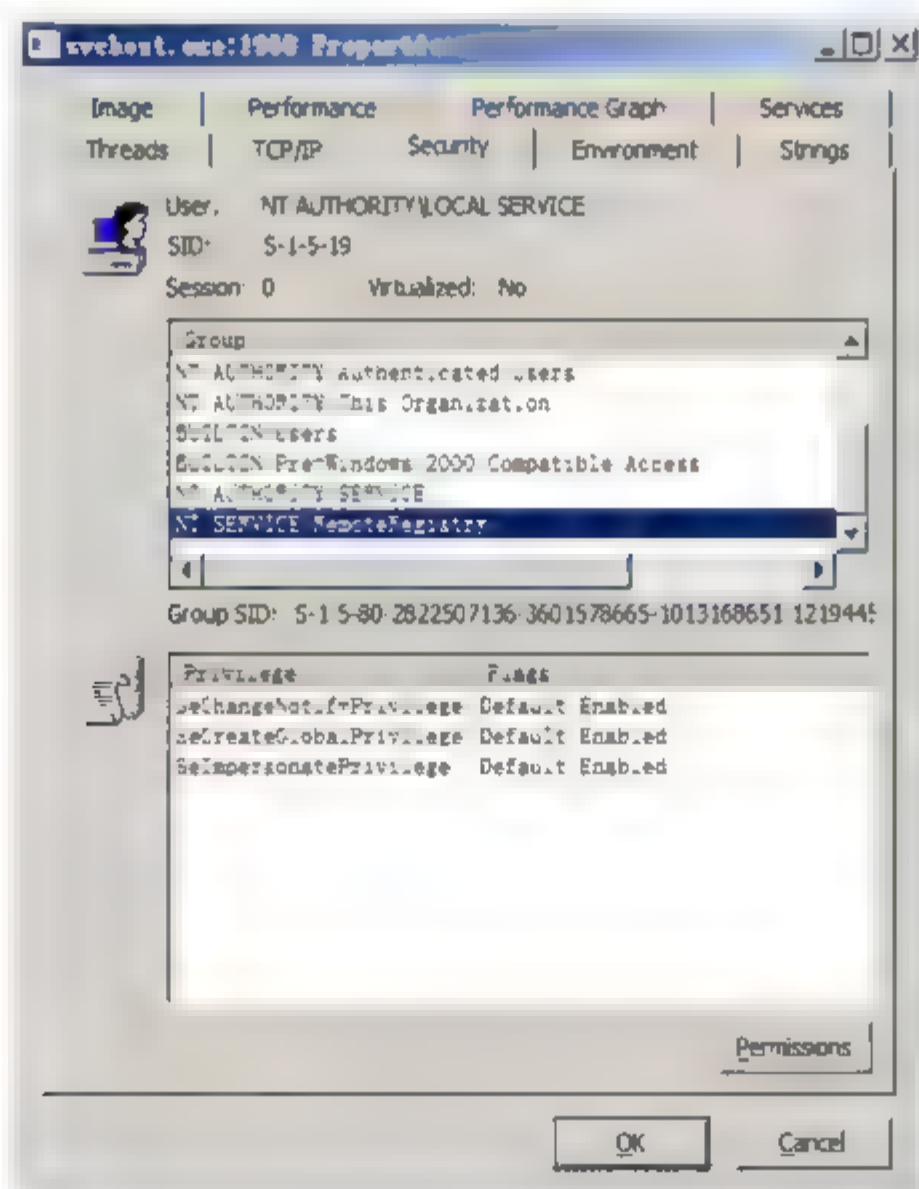 svchost.exe:1988 Properties
Image Performance Performance Graph Services
Threads TCP/IP Security Environment Strings
User: NT AUTHORITY\LOCAL SERVICE
SID: S-1-5-19
Session: 0 Virtualized: No
Group
NT AUTHORITY\Authenticated Users
NT AUTHORITY\This Organization
BUILTIN\Users
BUILTIN\Pre-Windows 2000 Compatible Access
NT AUTHORITY\SERVICE
NT SERVICE\RemoteRegistry
Group SID: S-1-5-80-2822507136-3601578665-1013168651-1219445
Privilege Flags
SeChangeNotifyPrivilege Default Enabled
SeCreateGlobalPrivilege Default Enabled
SeImpersonatePrivilege Default Enabled
Permissions
OK Cancel